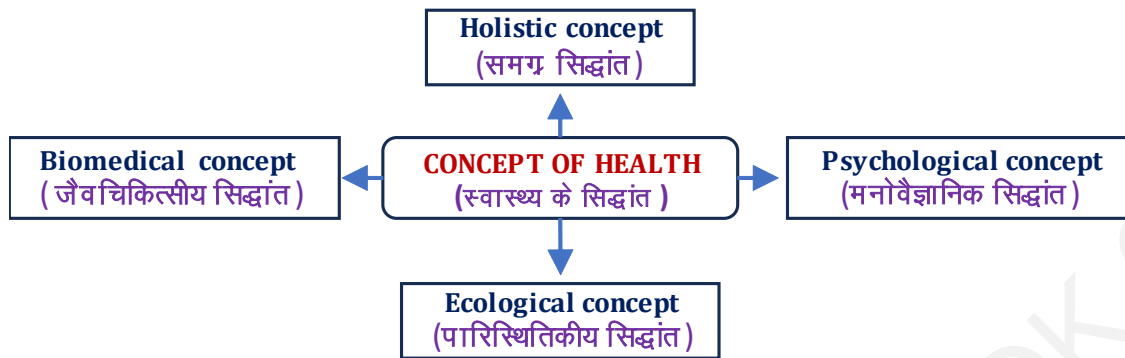 Holistic concept
(समग्र सिद्धांत)
Biomedical concept
( जैवचिकित्सीय सिद्धांत )
CONCEPT OF HEALTH
(स्वास्थ्य के सिद्धांत )
Psychological concept
(मनोवैज्ञानिक सिद्धांत )
Ecological concept
(पारिस्थितिकीय सिद्धांत )